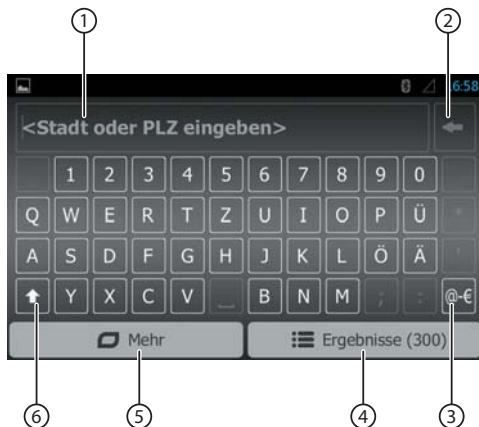 1 2
16:58
<Stadt oder PLZ eingeben>
1 2 3 4 5 6 7 8 9 0
Q W E R T Z U I O P Ü *
A S D F G H J K L Ö Ä '
Y X C V _ B N M ; : @-€
Mehr Ergebnisse (300)
6 5 4 3